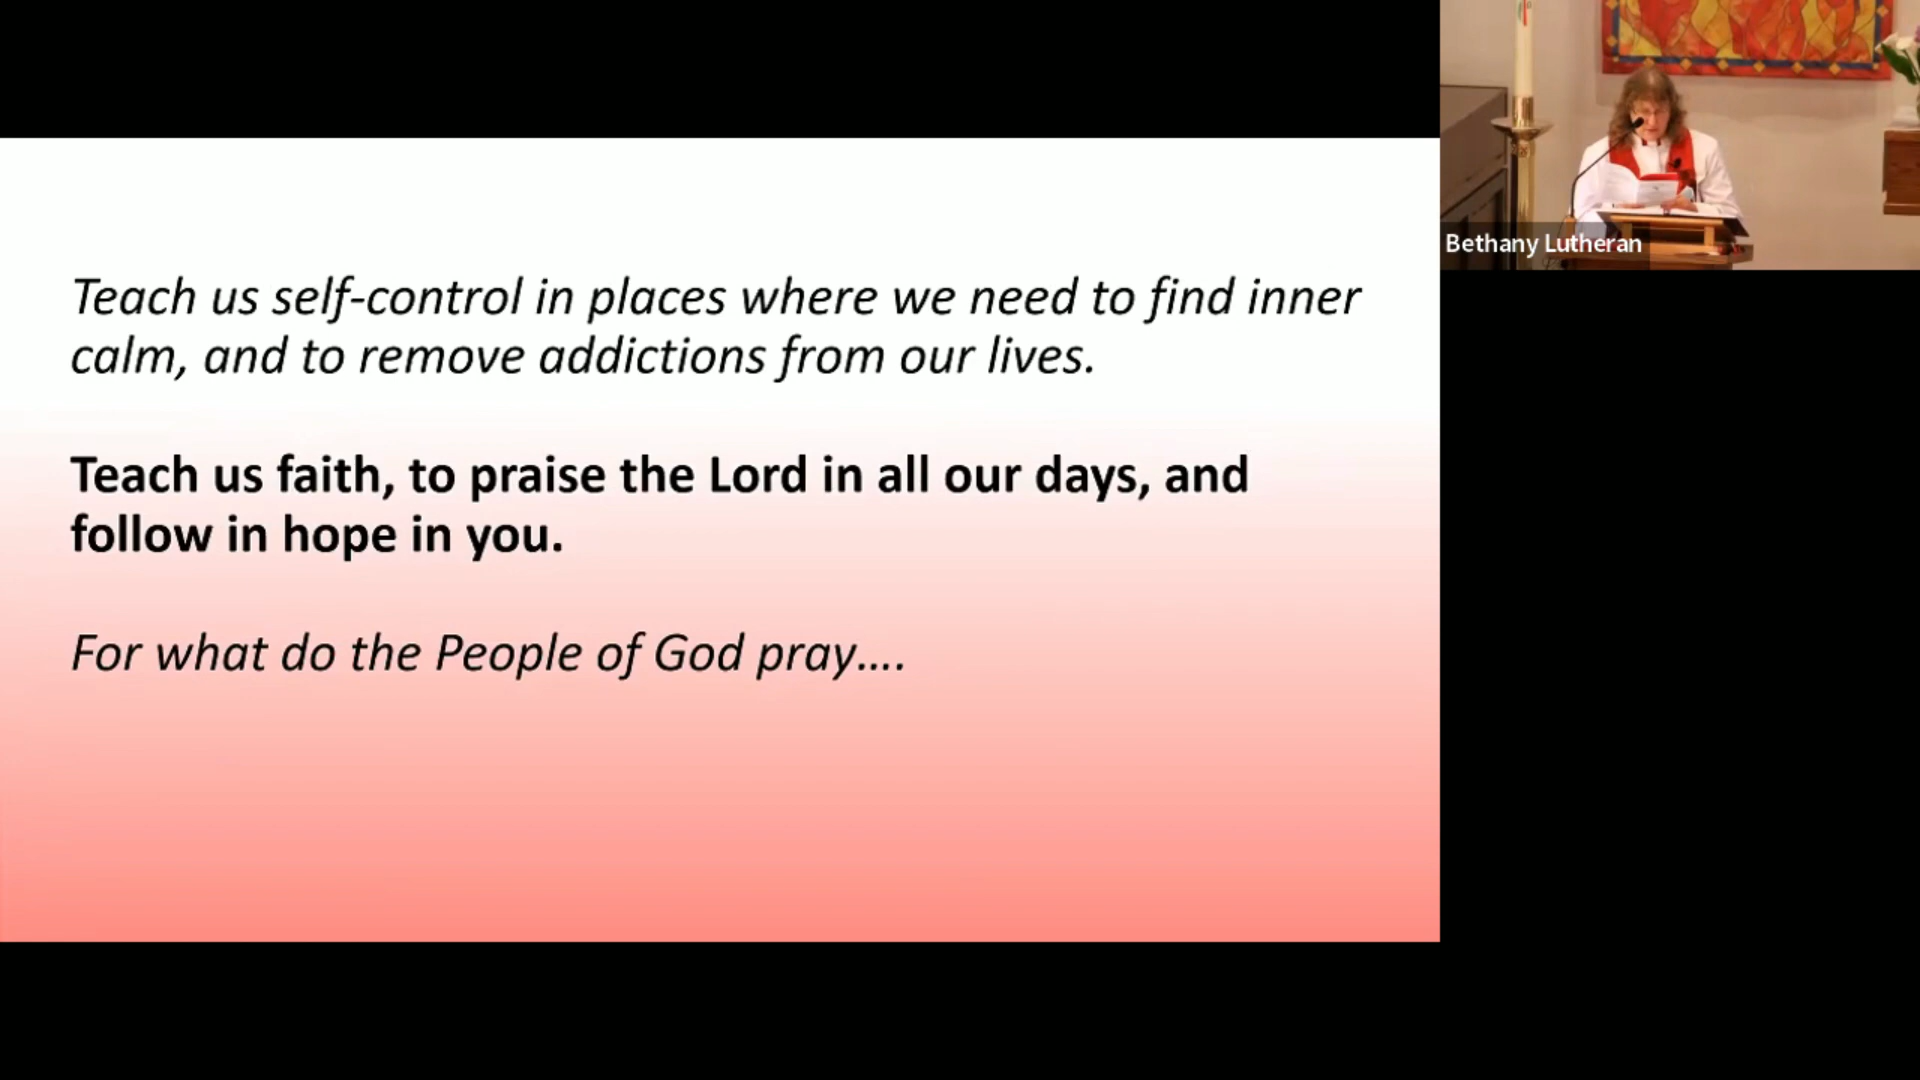 Teach us self-control in places where we need to find inner
calm, and to remove addictions from our lives.
Teach us faith, to praise the Lord in all our days, and
follow in hope in you.
For what do the People of God pray....
Bethany Lutheran